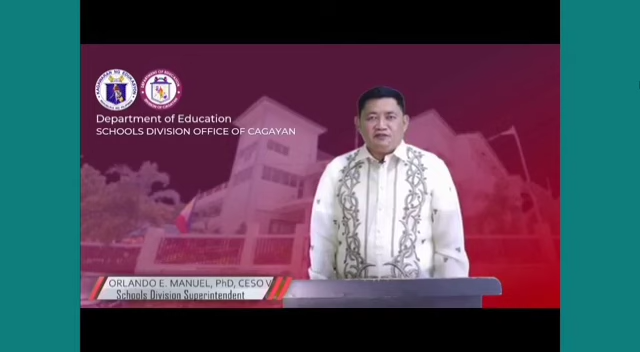 Department of Education
SCHOOLS DIVISION OFFICE OF CAGAYAN
ORLANDO E. MANUEL, PhD, CESO V
Schools Division Superintendent